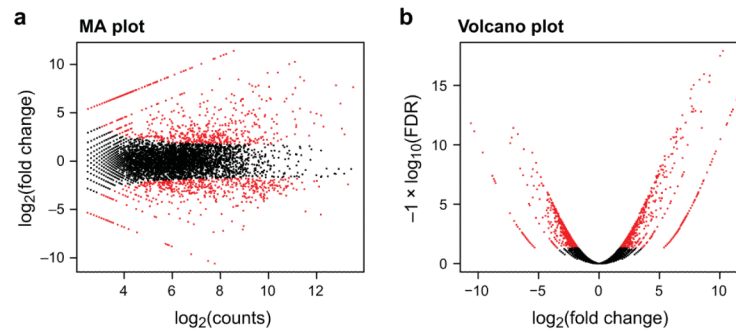 a MA plot
log2(fold change)
10
5
0
−5
−10
4 6 8 10 12
log2(counts)
b Volcano plot
−1 × log10(FDR)
15
10
5
0
−10 −5 0 5 10
log2(fold change)